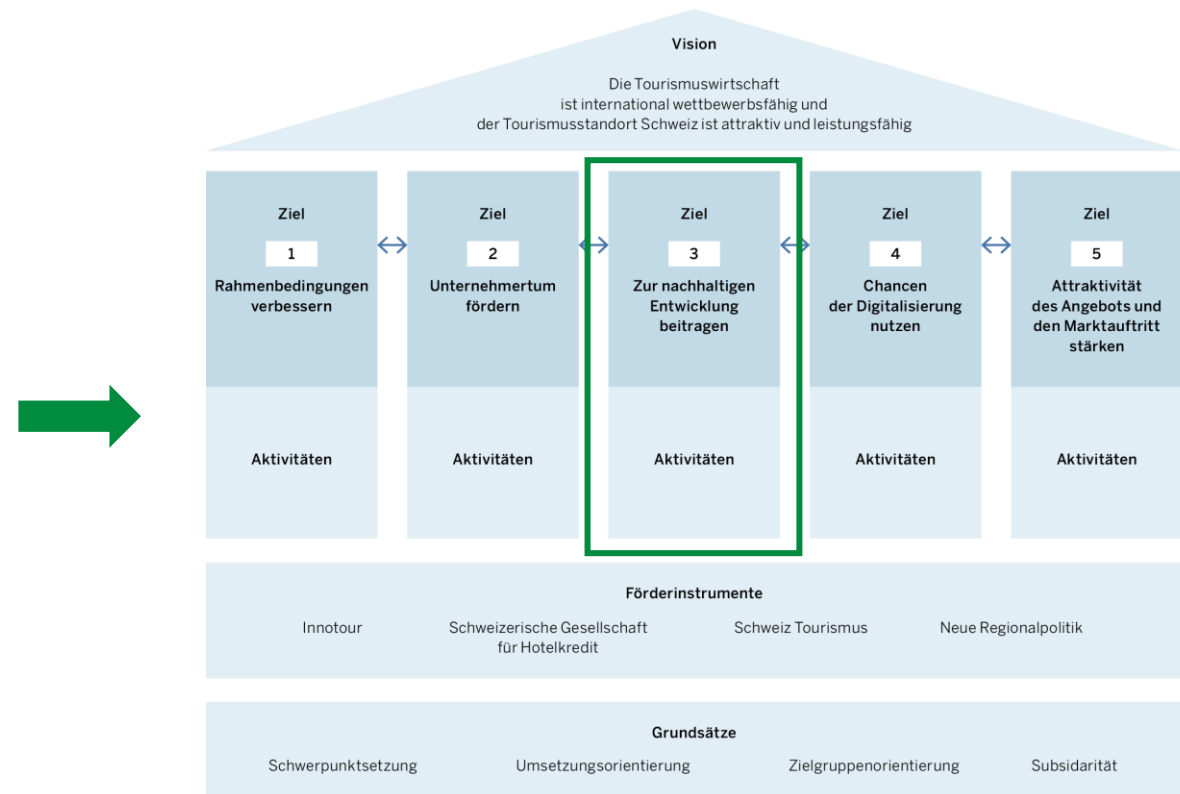 Vision
Die Tourismuswirtschaft
ist international wettbewerbsfähig und
der Tourismusstandort Schweiz ist attraktiv und leistungsfähig
Ziel
1
Rahmenbedingungen
verbessern
Ziel
2
Unternehmertum
fördern
Ziel
3
Zur nachhaltigen
Entwicklung
beitragen
Ziel
4
Chancen
der Digitalisierung
nutzen
Ziel
5
Attraktivität
des Angebots und
den Marktauftritt
stärken
Aktivitäten
Aktivitäten
Aktivitäten
Aktivitäten
Aktivitäten
Förderinstrumente
Innotour
Schweizerische Gesellschaft
für Hotelkredit
Schweiz Tourismus
Neue Regionalpolitik
Grundsätze
Schwerpunktsetzung
Umsetzungsorientierung
Zielgruppenorientierung
Subsidarität